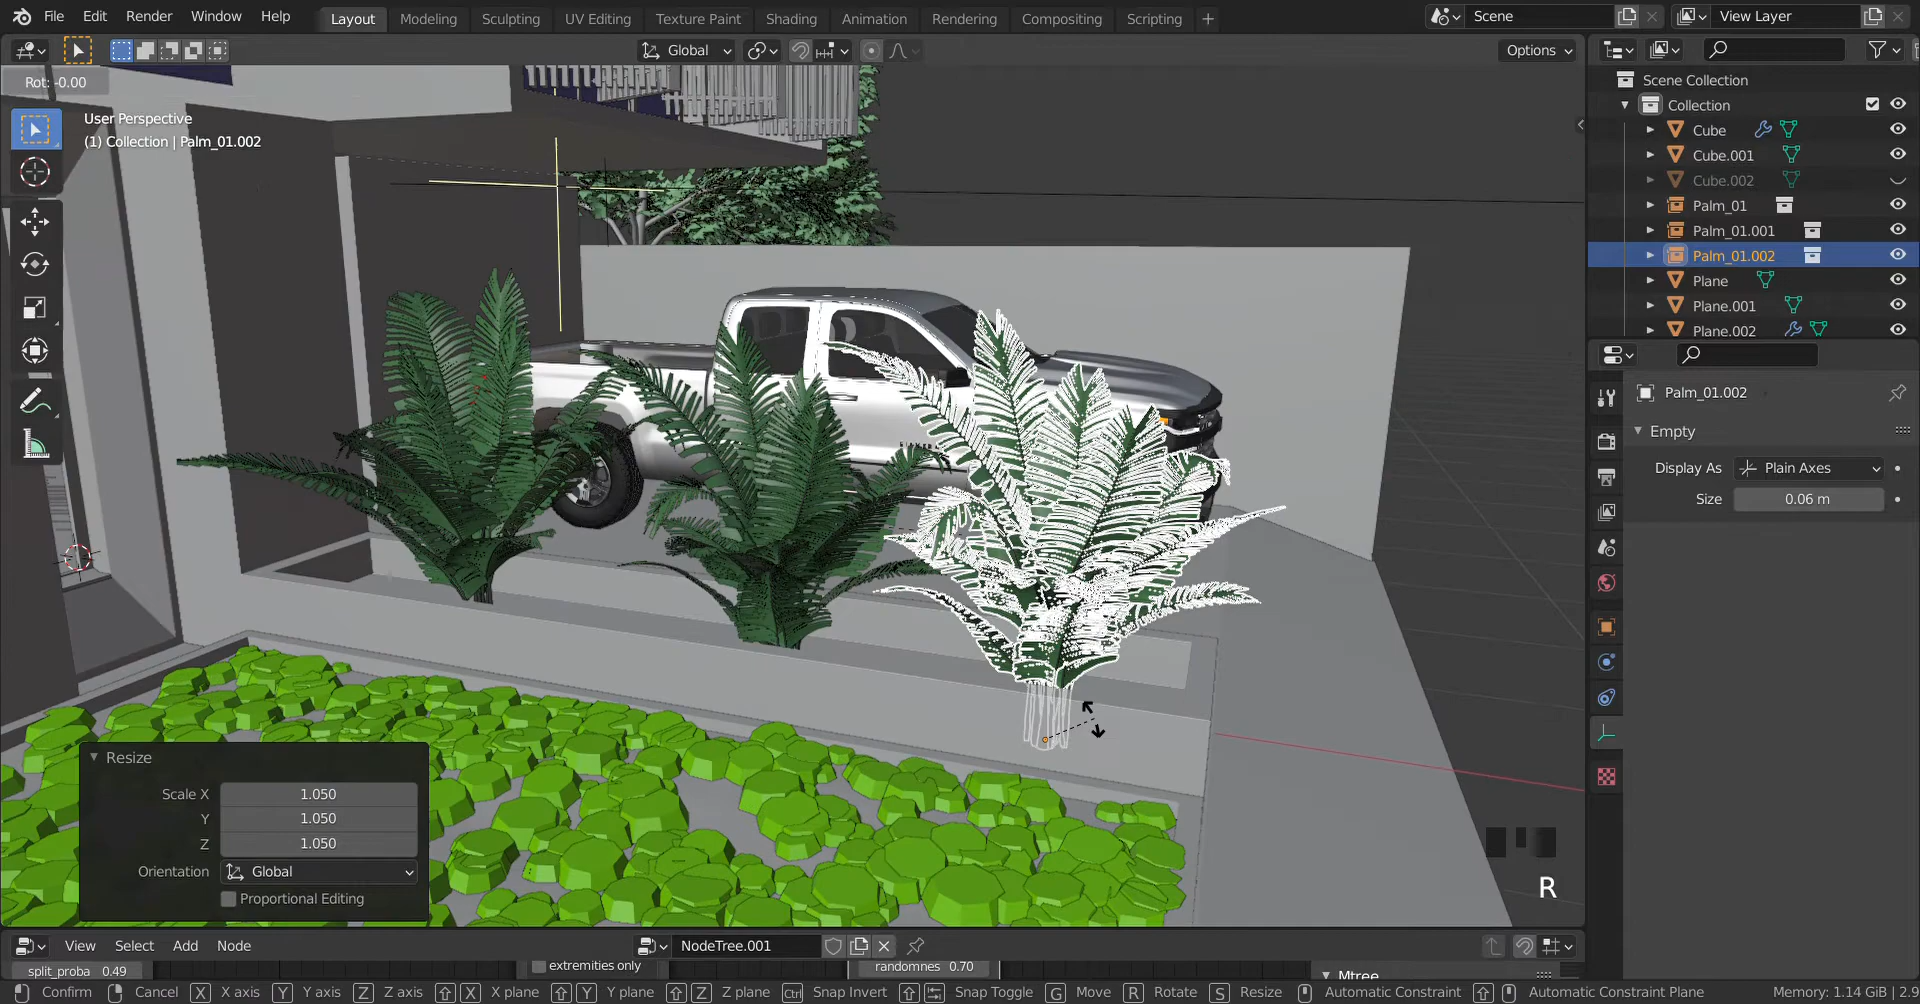 File Edit Render Window Help
Layout Modeling Sculpting UV Editing Texture Paint Shading Animation Rendering Compositing Scripting
Scene
View Layer
Global
Options
Rot: -0.00
User Perspective
(1) Collection | Palm_01.002
Scene Collection
Collection
Cube
Cube.001
Cube.002
Palm_01
Palm_01.001
Palm_01.002
Plane
Plane.001
Plane.002
Palm_01.002
Empty
Display As Plain Axes
Size 0.06 m
Resize
Scale X 1.050
Y 1.050
Z 1.050
Orientation Global
Proportional Editing
R
View Select Add Node
NodeTree.001
split_proba 0.49
extremities only
randomnes 0.70
Mtree
Confirm Cancel X X axis Y Y axis Z Z axis X X plane Y Y plane Z Z plane Ctrl Snap Invert Snap Toggle G Move R Rotate S Resize Automatic Constraint Automatic Constraint Plane Memory: 1.14 GiB | 2.9